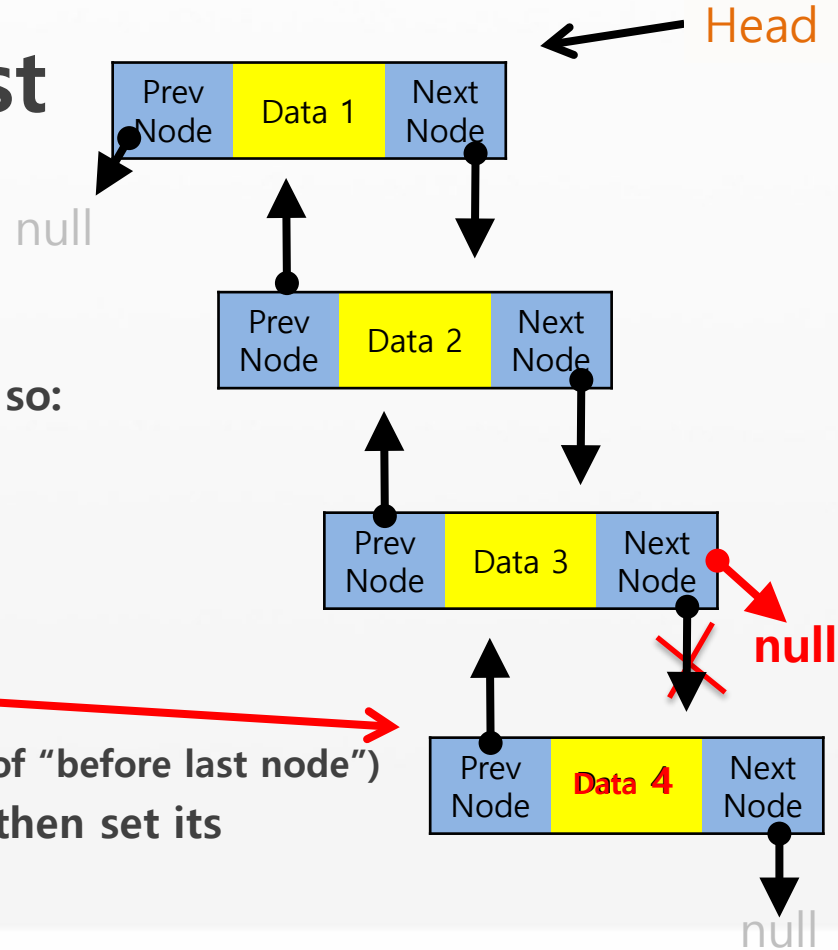 st
Head
Prev
Node
Data 1
Next
Node
null
Prev
Node
Data 2
Next
Node
so:
Prev
Node
Data 3
Next
Node
null
of “before last node”)
then set its
Prev
Node
Data 4
Next
Node
null